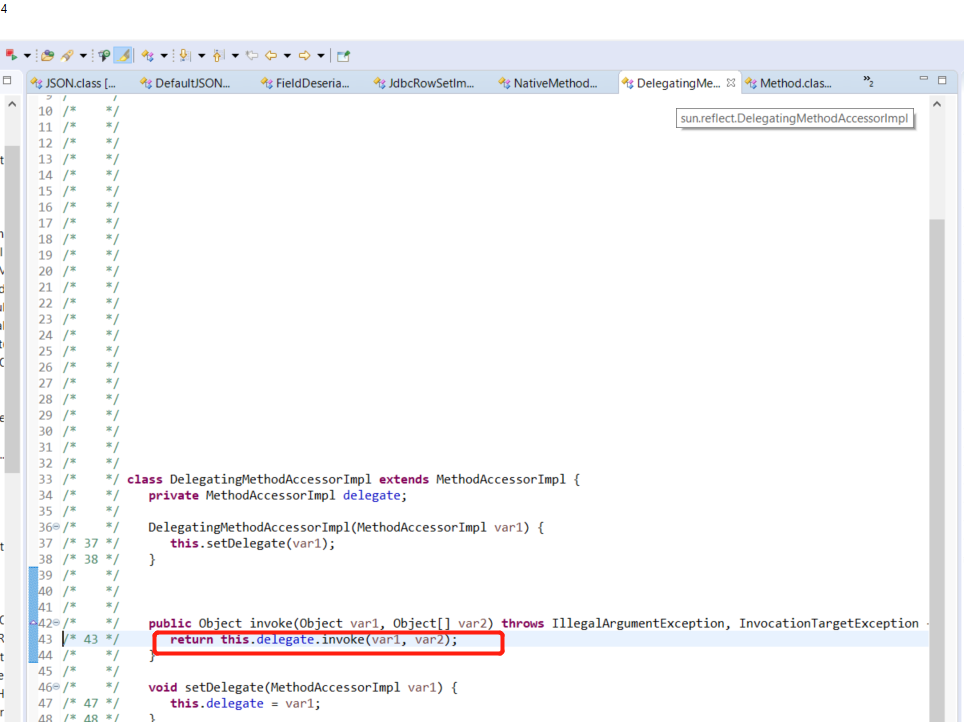 4
JSON.class [...
DefaultJSON...
FieldDeseria...
JdbcRowSetIm...
NativeMethod...
DelegatingMe...
Method.clas...
»2
sun.reflect.DelegatingMethodAccessorImpl
9 /* */
10 /* */
11 /* */
12 /* */
13 /* */
14 /* */
15 /* */
16 /* */
17 /* */
18 /* */
19 /* */
20 /* */
21 /* */
22 /* */
23 /* */
24 /* */
25 /* */
26 /* */
27 /* */
28 /* */
29 /* */
30 /* */
31 /* */
32 /* */
33 /* */ class DelegatingMethodAccessorImpl extends MethodAccessorImpl {
34 /* */ private MethodAccessorImpl delegate;
35 /* */
36 /* */ DelegatingMethodAccessorImpl(MethodAccessorImpl var1) {
37 /* 37 */ this.setDelegate(var1);
38 /* 38 */ }
39 /* */
40 /* */
41 /* */
42 /* */ public Object invoke(Object var1, Object[] var2) throws IllegalArgumentException, InvocationTargetException
43 /* 43 */ return this.delegate.invoke(var1, var2);
44 /* */ }
45 /* */
46 /* */ void setDelegate(MethodAccessorImpl var1) {
47 /* 47 */ this.delegate = var1;
48 /* 48 */ }